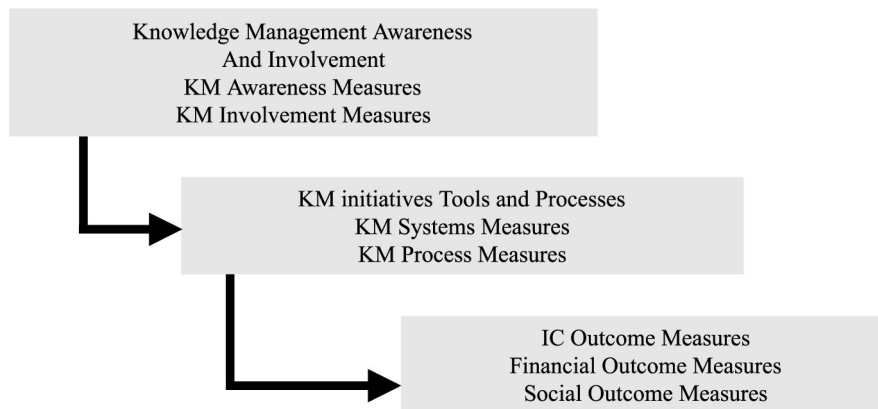 Knowledge Management Awareness
And Involvement
KM Awareness Measures
KM Involvement Measures
KM initiatives Tools and Processes
KM Systems Measures
KM Process Measures
IC Outcome Measures
Financial Outcome Measures
Social Outcome Measures